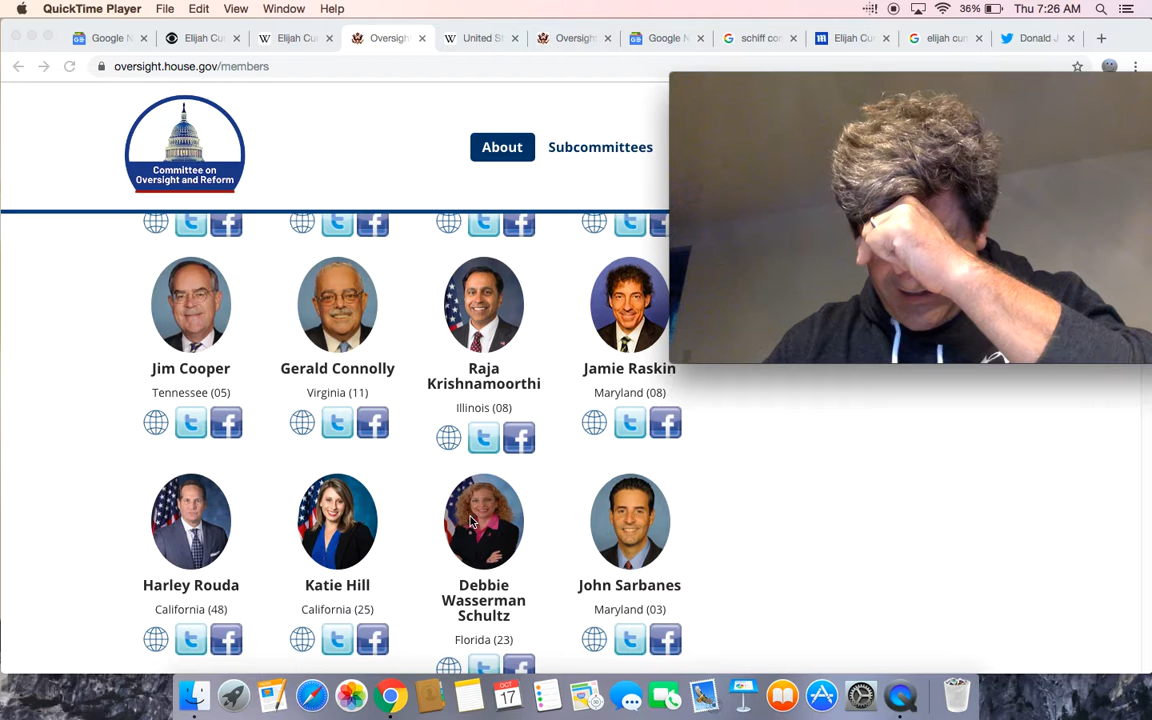 QuickTime Player File Edit View Window Help 36% Thu 7:26 AM
Google N Elijah Cu Elijah Cu Oversigh United S Oversigh Google N schiff co Elijah Cu elijah cu Donald J
oversight.house.gov/members
Committee on
Oversight and Reform
About Subcommittees
Jim Cooper
Tennessee (05)
Gerald Connolly
Virginia (11)
Raja
Krishnamoorthi
Illinois (08)
Jamie Raskin
Maryland (08)
Harley Rouda
California (48)
Katie Hill
California (25)
Debbie
Wasserman
Schultz
Florida (23)
John Sarbanes
Maryland (03)
OCT
17